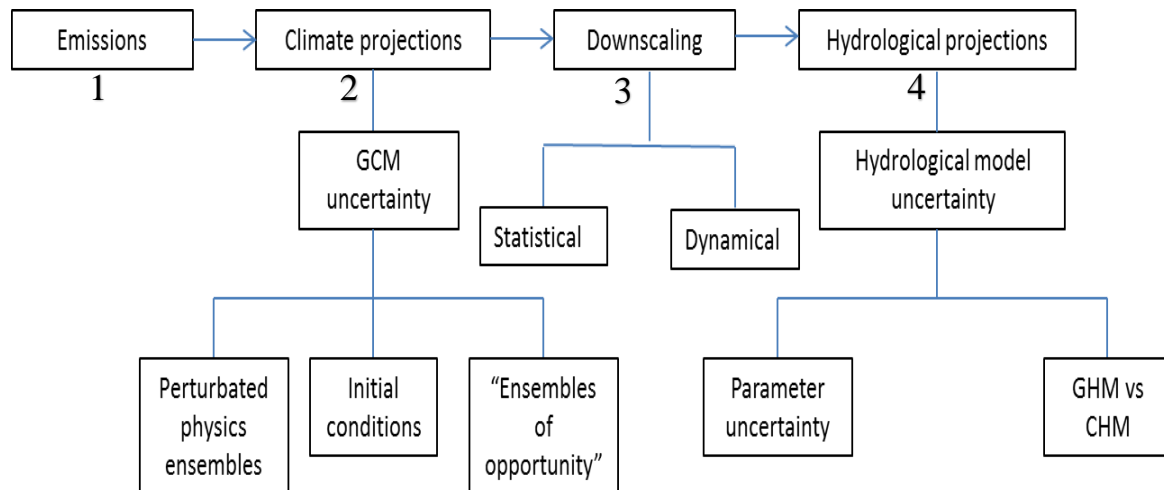 Emissions
Climate projections
Downscaling
Hydrological projections
1
2
3
4
GCM
uncertainty
Statistical
Dynamical
Hydrological model
uncertainty
Perturbated
physics
ensembles
Initial
conditions
“Ensembles
of
opportunity”
Parameter
uncertainty
GHM vs
CHM